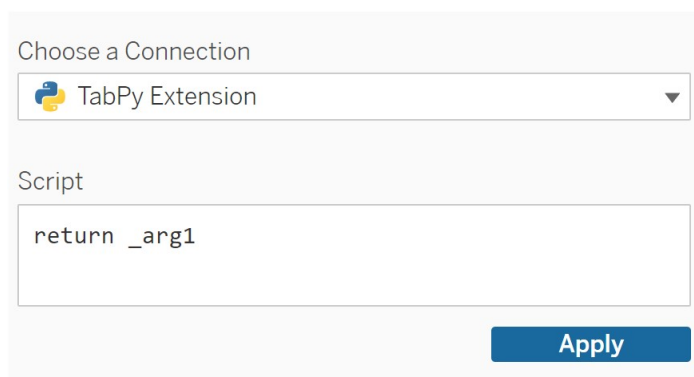 Choose a Connection
TabPy Extension
Script
return _arg1
Apply